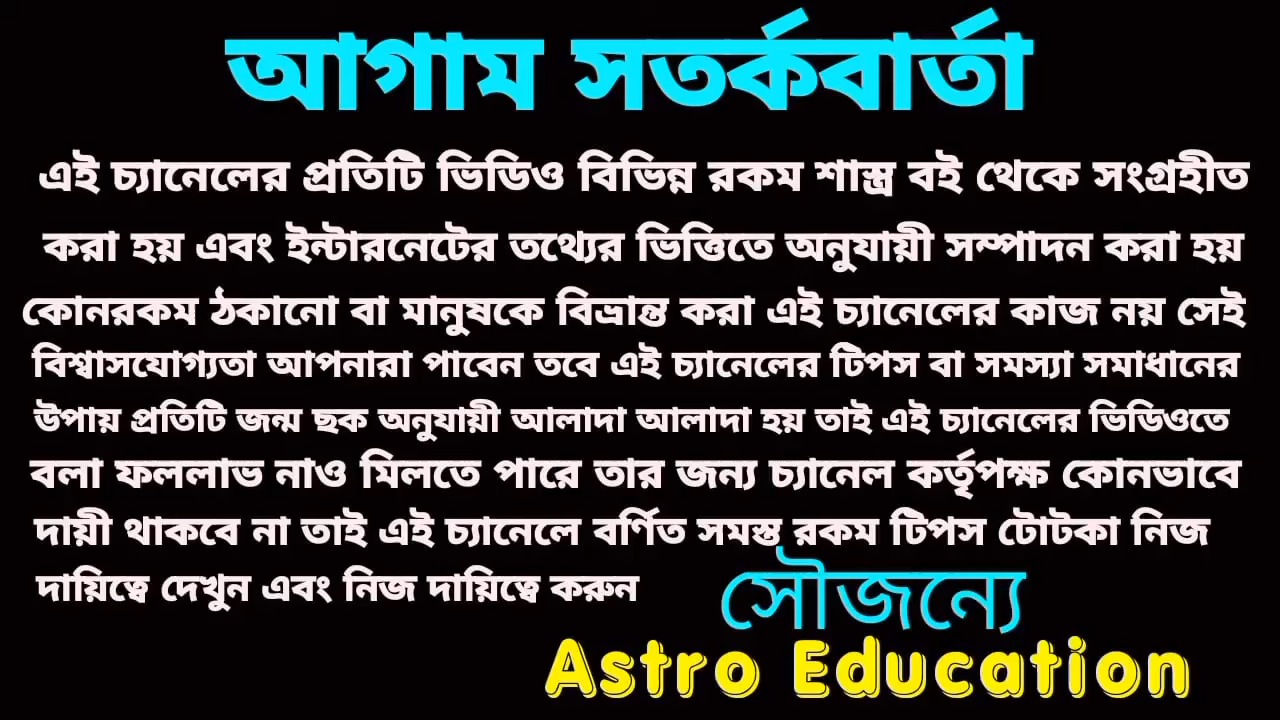 আগাম সতর্কবার্তা
এই চ্যানেলের প্রতিটি ভিডিও বিভিন্ন রকম শাস্ত্র বই থেকে সংগ্রহীত
করা হয় এবং ইন্টারনেটের তথ্যের ভিত্তিতে অনুযায়ী সম্পাদন করা হয়
কোনরকম ঠকানো বা মানুষকে বিভ্রান্ত করা এই চ্যানেলের কাজ নয় সেই
বিশ্বাসযোগ্যতা আপনারা পাবেন তবে এই চ্যানেলের টিপস বা সমস্যা সমাধানের
উপায় প্রতিটি জন্ম ছক অনুযায়ী আলাদা আলাদা হয় তাই এই চ্যানেলের ভিডিওতে
বলা ফললাভ নাও মিলতে পারে তার জন্য চ্যানেল কর্তৃপক্ষ কোনভাবে
দায়ী থাকবে না তাই এই চ্যানেলে বর্ণিত সমস্ত রকম টিপস টোটকা নিজ
দায়িত্বে দেখুন এবং নিজ দায়িত্বে করুন
সৌজন্যে
Astro Education